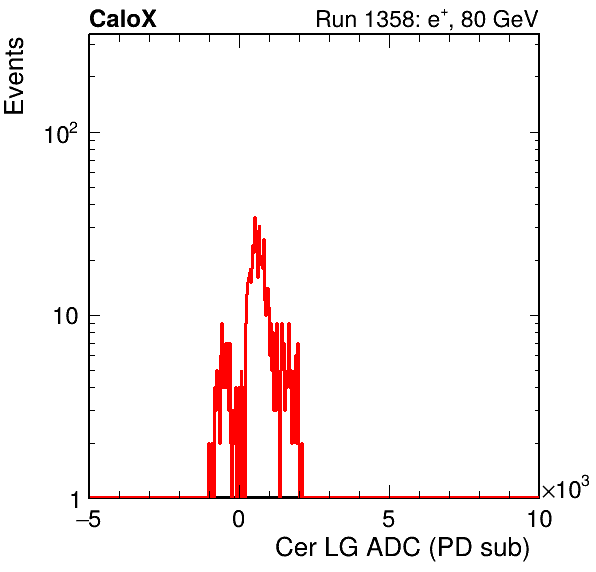 CaloX Run 1358: e⁺, 80 GeV
Events
10²
10
1
−5 0 5 10
×10³
Cer LG ADC (PD sub)